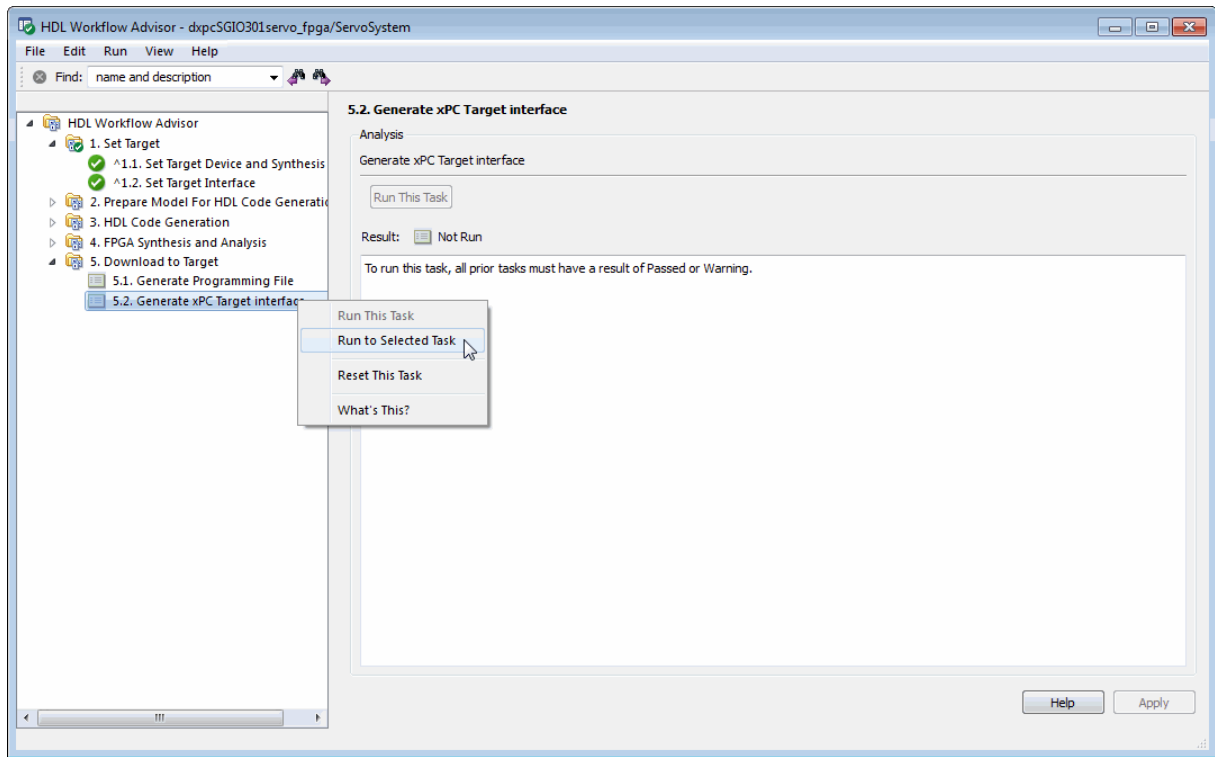 HDL Workflow Advisor - dxpcSGIO301servo_fpga/ServoSystem
File Edit Run View Help
Find: name and description
HDL Workflow Advisor
1. Set Target
^1.1. Set Target Device and Synthesis
^1.2. Set Target Interface
2. Prepare Model For HDL Code Generatio
3. HDL Code Generation
4. FPGA Synthesis and Analysis
5. Download to Target
5.1. Generate Programming File
5.2. Generate xPC Target interface
5.2. Generate xPC Target interface
Analysis
Generate xPC Target interface
Run This Task
Result: Not Run
To run this task, all prior tasks must have a result of Passed or Warning.
Run This Task
Run to Selected Task
Reset This Task
What's This?
Help Apply